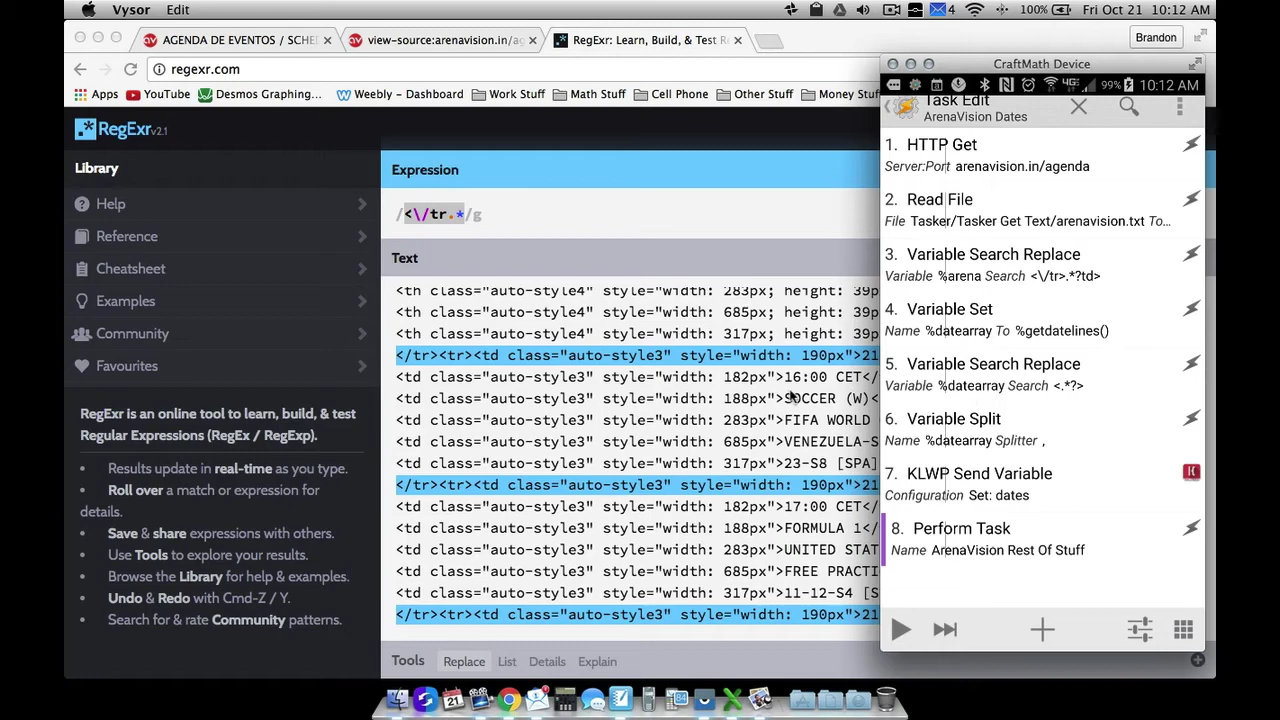 Vysor Edit
4 100% Fri Oct 21 10:12 AM
AGENDA DE EVENTOS / SCHE
view-source:arenavision.in/ag
RegExr: Learn, Build, & Test R
Brandon
regexr.com
Apps YouTube Desmos Graphing... Weebly - Dashboard Work Stuff Math Stuff Cell Phone Other Stuff Money Stuff
RegExr v2.1
Library
Help
Reference
Cheatsheet
Examples
Community
Favourites
RegExr is an online tool to learn, build, & test
Regular Expressions (RegEx / RegExp).
• Results update in real-time as you type.
• Roll over a match or expression for
details.
• Save & share expressions with others.
• Use Tools to explore your results.
• Browse the Library for help & examples.
• Undo & Redo with Cmd-Z / Y.
• Search for & rate Community patterns.
Expression
/<\/tr.*/g
Text
<th class="auto-style4" style="width: 283px; height: 39p
<th class="auto-style4" style="width: 685px; height: 39p
<th class="auto-style4" style="width: 317px; height: 39p
</tr><tr><td class="auto-style3" style="width: 190px">21
<td class="auto-style3" style="width: 182px">16:00 CET</
<td class="auto-style3" style="width: 188px">SOCCER (W)<
<td class="auto-style3" style="width: 283px">FIFA WORLD
<td class="auto-style3" style="width: 685px">VENEZUELA-S
<td class="auto-style3" style="width: 317px">23-S8 [SPA]
</tr><tr><td class="auto-style3" style="width: 190px">21
<td class="auto-style3" style="width: 182px">17:00 CET</
<td class="auto-style3" style="width: 188px">FORMULA 1</
<td class="auto-style3" style="width: 283px">UNITED STAT
<td class="auto-style3" style="width: 685px">FREE PRACTI
<td class="auto-style3" style="width: 317px">11-12-S4 [S
</tr><tr><td class="auto-style3" style="width: 190px">21
Tools Replace List Details Explain
CraftMath Device
4G 99% 10:12 AM
Task Edit
ArenaVision Dates
1. HTTP Get
Server:Port arenavision.in/agenda
2. Read File
File Tasker/Tasker Get Text/arenavision.txt To...
3. Variable Search Replace
Variable %arena Search <\/tr>.*?td>
4. Variable Set
Name %datearray To %getdatelines()
5. Variable Search Replace
Variable %datearray Search <.*?>
6. Variable Split
Name %datearray Splitter ,
7. KLWP Send Variable
Configuration Set: dates
8. Perform Task
Name ArenaVision Rest Of Stuff